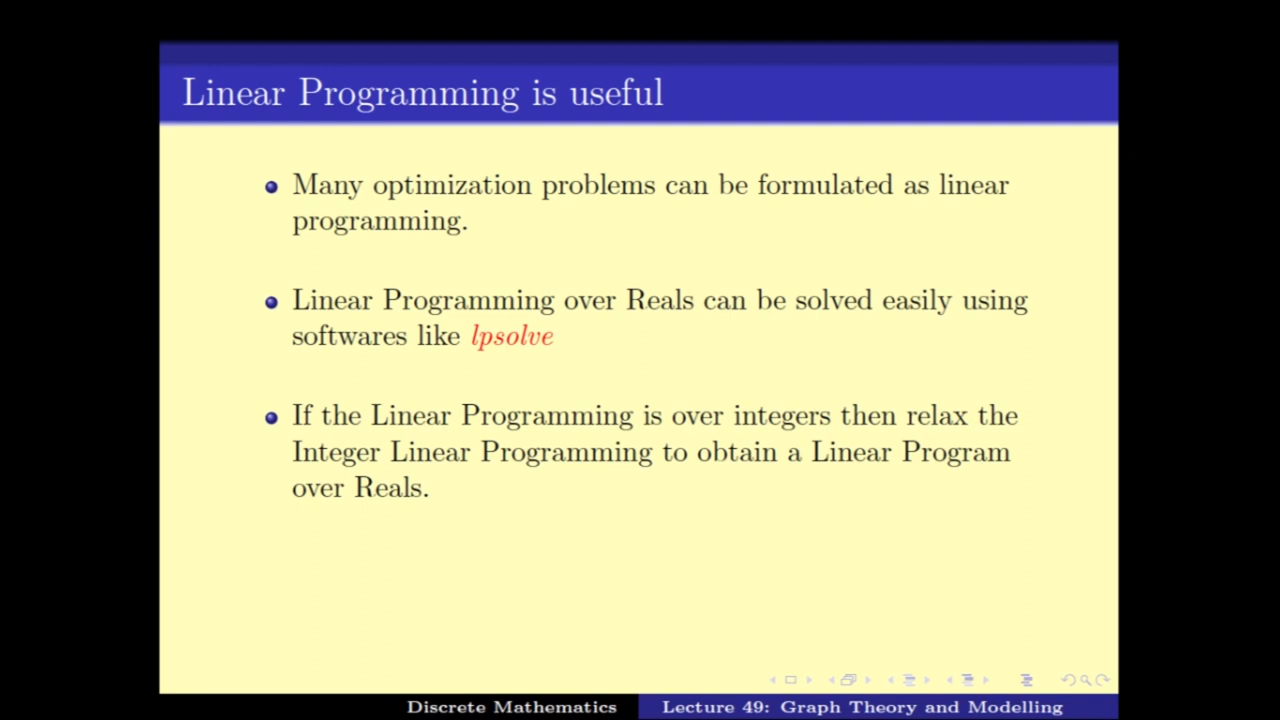 Linear Programming is useful
Many optimization problems can be formulated as linear
programming.
Linear Programming over Reals can be solved easily using
softwares like lpsolve
If the Linear Programming is over integers then relax the
Integer Linear Programming to obtain a Linear Program
over Reals.
Discrete Mathematics
Lecture 49: Graph Theory and Modelling